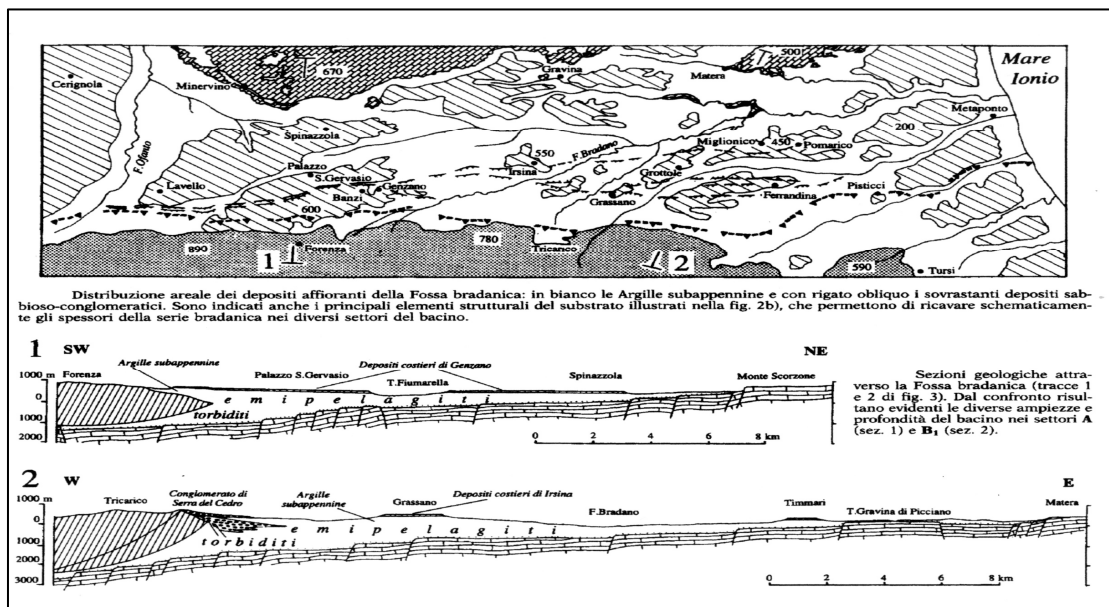 Mare
Ionio
500
670
Cerignola
Minervino
Gravina
Matera
Metaponto
200
F.Ofanto
Spinazzola
Miglionico
450
Pomarico
550
F.Bradano
Irsina
Palazzo
S.Gervasio
Grottole
Lavello
Banzi
Genzano
Pisticci
Ferrandina
Grassano
600
890
1
Forenza
780
Tricarico
2
590
Tursi
Distribuzione areale dei depositi affioranti della Fossa bradanica: in bianco le Argille subappennine e con rigato obliquo i sovrastanti depositi sab-
bioso-conglomeratici. Sono indicati anche i principali elementi strutturali del substrato illustrati nella fig. 2b), che permettono di ricavare schematicamen-
te gli spessori della serie bradanica nei diversi settori del bacino.
1 SW
NE
Argille subappennine
Depositi costieri di Genzano
1000 m
Forenza
Palazzo S.Gervasio
T.Fiumarella
Spinazzola
Monte Scorzone
0
emipelagiti
torbiditi
1000
2000
0 2 4 6 8 km
Sezioni geologiche attra-
verso la Fossa bradanica (tracce 1
e 2 di fig. 3). Dal confronto risul-
tano evidenti le diverse ampiezze e
profondità del bacino nei settori A
(sez. 1) e B1 (sez. 2).
2 W
E
1000 m
Tricarico
Conglomerato di
Serra del Cedro
Argille
subappennine
Grassano
Depositi costieri di Irsina
F.Bradano
Timmari
T.Gravina di Picciano
Matera
0
emipelagiti
torbiditi
1000
2000
3000
0 2 4 6 8 km